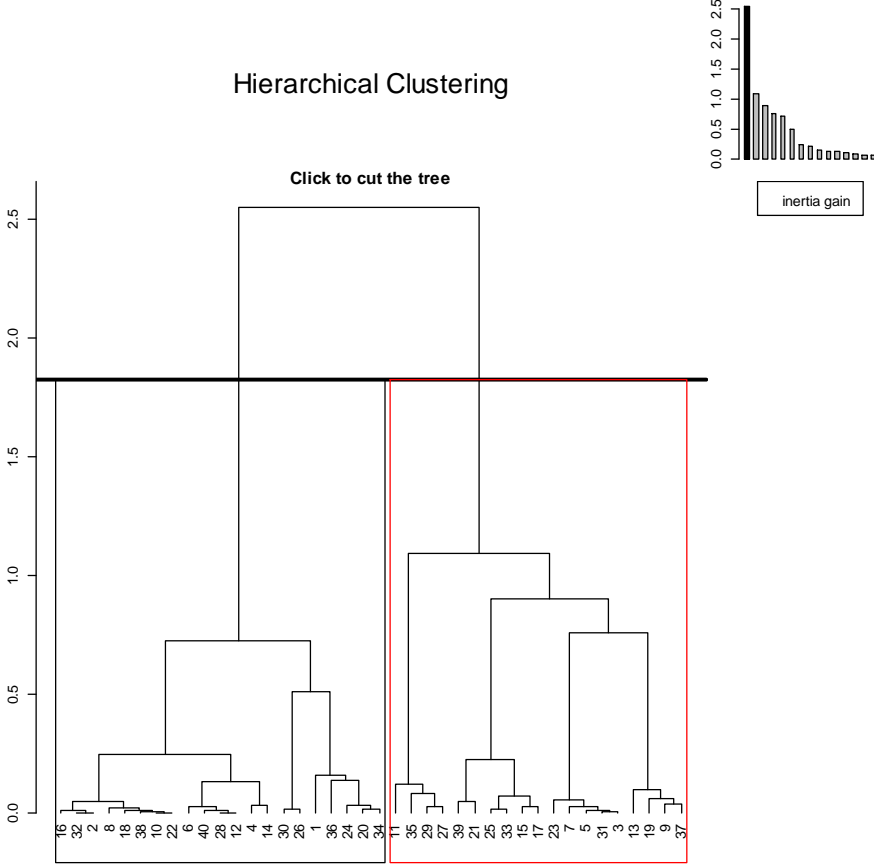 Hierarchical Clustering
0.0 0.5 1.0 1.5 2.0 2.5
inertia gain
Click to cut the tree
0.0 0.5 1.0 1.5 2.0 2.5
16 32 2 8 18 38 10 22 6 40 28 12 4 14 30 26 1 36 24 20 34 11 35 29 27 39 21 25 33 15 17 23 7 5 31 3 13 19 9 37